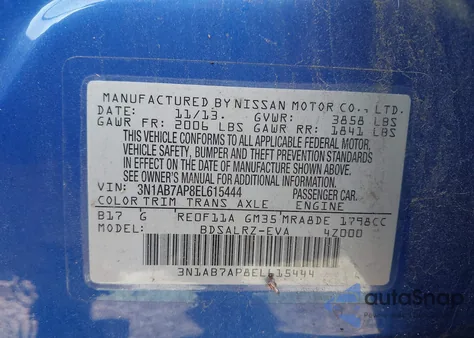 MANUFACTURED BY NISSAN MOTOR CO., LTD.
DATE: 11/13. GVWR: 3858 LBS
GAWR FR: 2006 LBS GAWR RR: 1841 LBS
THIS VEHICLE CONFORMS TO ALL APPLICABLE FEDERAL MOTOR
VEHICLE SAFETY, BUMPER AND THEFT PREVENTION STANDARDS
IN EFFECT ON THE DATE OF MANUFACTURE SHOWN ABOVE.
SEE OWNER'S MANUAL FOR ADDITIONAL INFORMATION
VIN: 3N1AB7AP8EL615444 PASSENGER CAR.
COLOR TRIM TRANS AXLE ENGINE
B17 G RE0F11A GM35 MRA8DE 1798CC
MODEL: BDSALRZ-EVA 4Z000
3N1AB7AP8EL615444
autoSnap